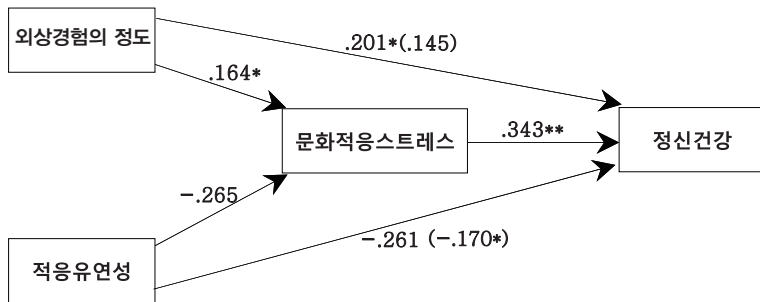 외상경험의 정도
.201*(.145)
.164*
문화적응스트레스
.343**
정신건강
-.265
-.261 (-.170*)
적응유연성